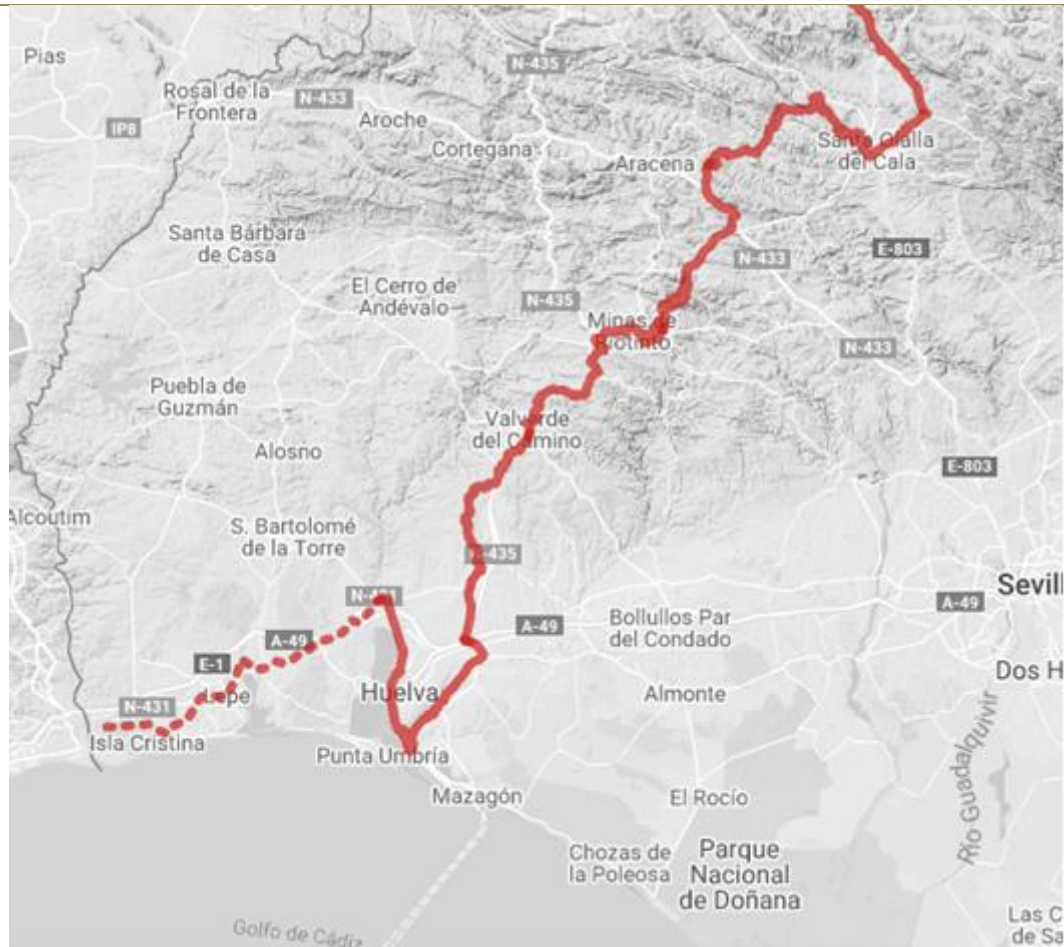 Pias
N-435
Rosal de la
Frontera
N-433
IP8
Aroche
Cortegana
Aracena
Santa Olalla
del Cala
Santa Bárbara
de Casa
E-803
N-433
El Cerro de
Andévalo
N-435
Minas de
Riotinto
N-433
Puebla de
Guzmán
Valverde
del Camino
Alosno
E-803
Alcoutim
S. Bartolomé
de la Torre
N-435
Sevill
N-431
A-49
Bollullos Par
del Condado
A-49
A-49
E-1
Dos H
Lepe
Huelva
Almonte
N-431
Isla Cristina
Punta Umbría
Mazagón
El Rocío
Río Guadalquivir
Chozas de
la Poleosa
Parque
Nacional
de Doñana
Las C
de Sa
Golfo de Cádiz